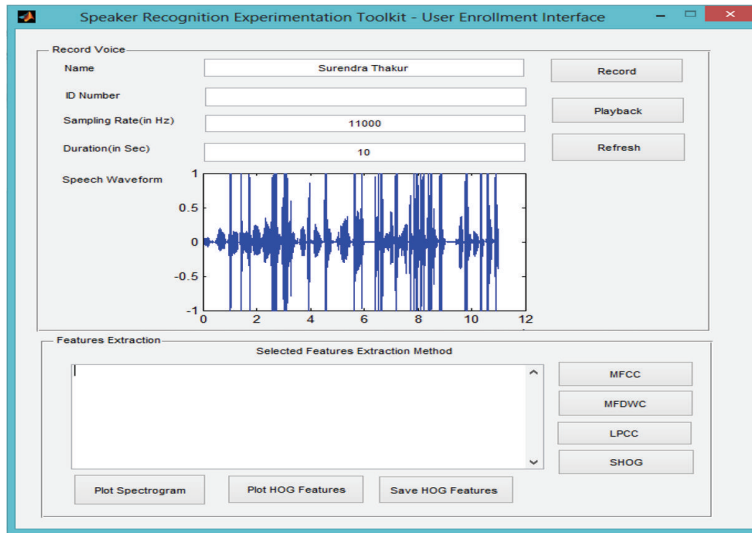 Speaker Recognition Experimentation Toolkit - User Enrollment Interface
Record Voice
Name
Surendra Thakur
Record
ID Number
Playback
Sampling Rate(in Hz)
11000
Duration(in Sec)
10
Refresh
Speech Waveform
1
0.5
0
-0.5
-1
0 2 4 6 8 10 12
Features Extraction
Selected Features Extraction Method
MFCC
MFDWC
LPCC
SHOG
Plot Spectrogram
Plot HOG Features
Save HOG Features